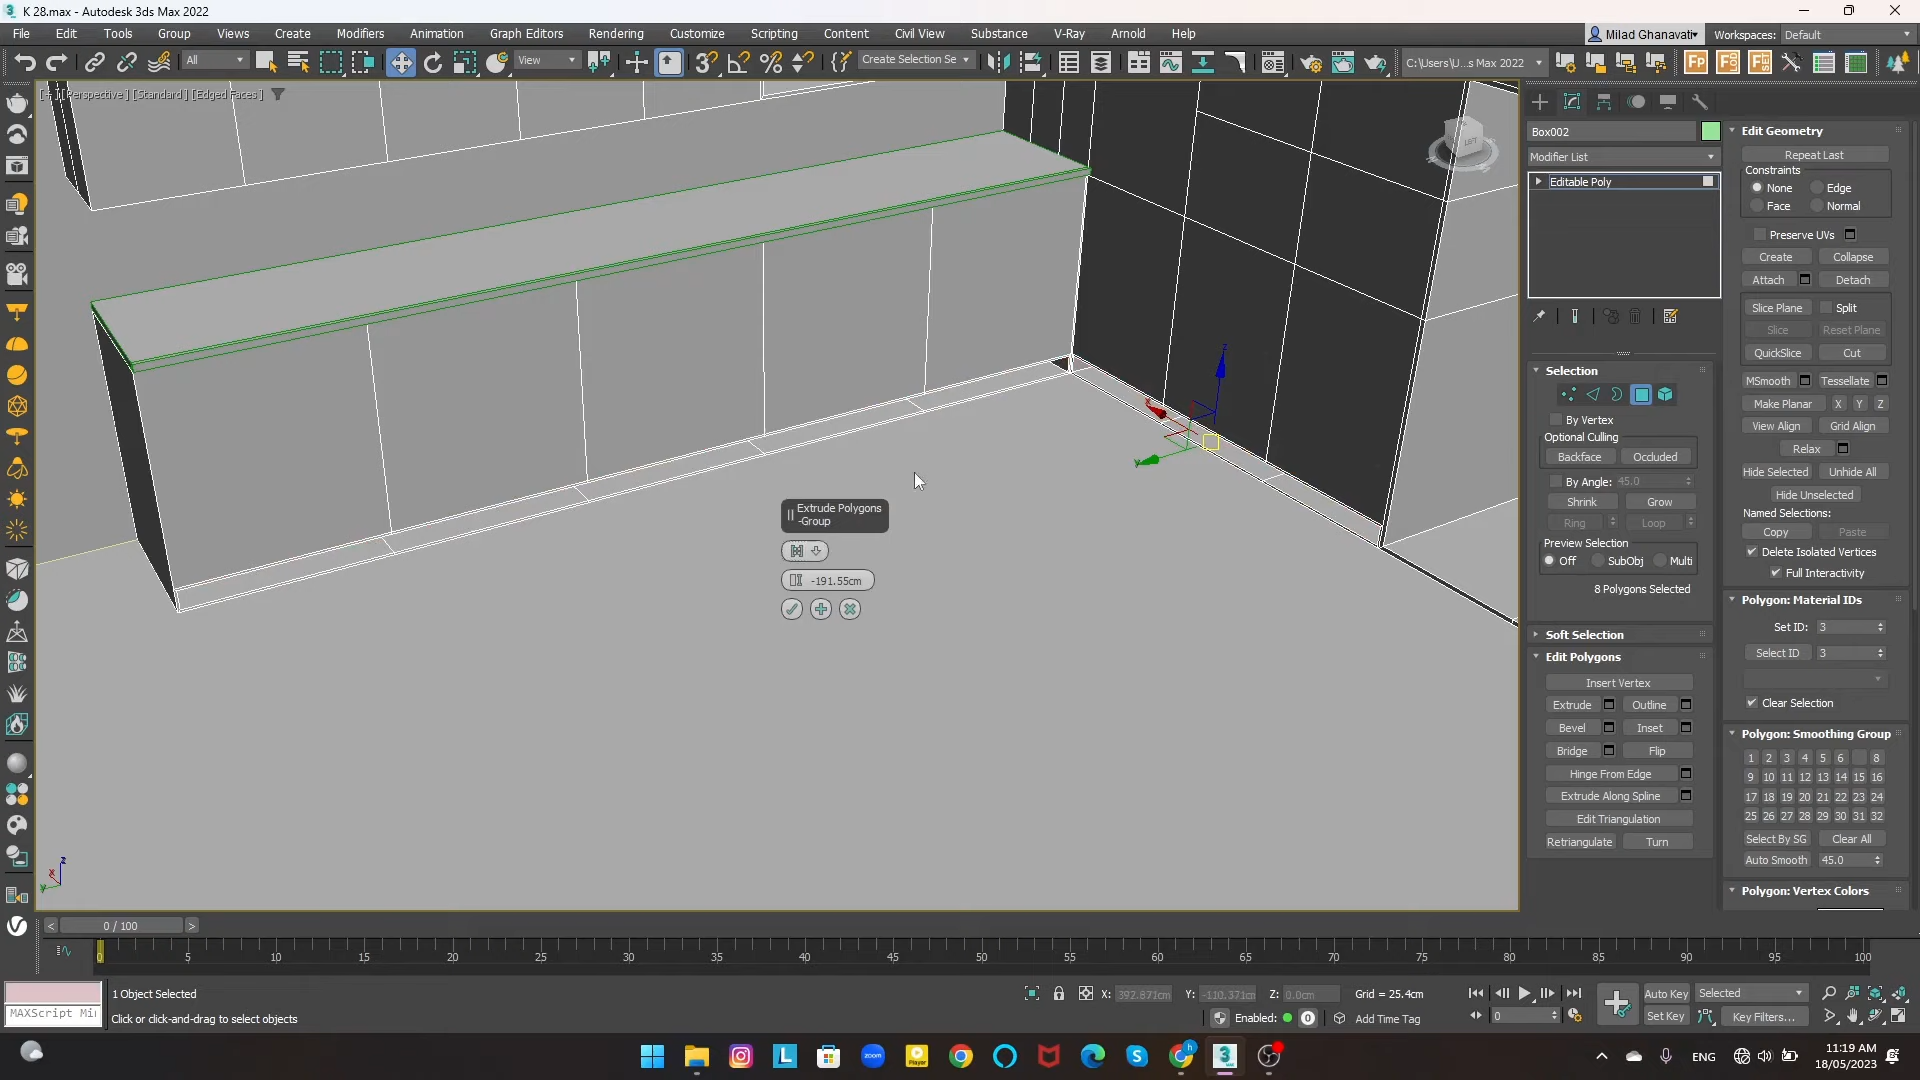 K 28.max - Autodesk 3ds Max 2022
File Edit Tools Group Views Create Modifiers Animation Graph Editors Rendering Customize Scripting Content Civil View Substance V-Ray Arnold Help
Milad Ghanavati Workspaces: Default
All View Create Selection Se C:\Users\U...s Max 2022
[Standard] [Edged Faces]
Box002
Modifier List
Editable Poly
Selection
By Vertex
Optional Culling
Backface Occluded
By Angle: 45.0
Shrink Grow
Ring Loop
Preview Selection
Off SubObj Multi
8 Polygons Selected
Soft Selection
Edit Polygons
Insert Vertex
Extrude Outline
Bevel Inset
Bridge Flip
Hinge From Edge
Extrude Along Spline
Edit Triangulation
Retriangulate Turn
Edit Geometry
Repeat Last
Constraints
None Edge
Face Normal
Preserve UVs
Create Collapse
Attach Detach
Slice Plane Split
Slice Reset Plane
QuickSlice Cut
MSmooth Tessellate
Make Planar X Y Z
View Align Grid Align
Relax
Hide Selected Unhide All
Hide Unselected
Named Selections:
Copy Paste
Delete Isolated Vertices
Full Interactivity
Polygon: Material IDs
Set ID: 3
Select ID 3
Clear Selection
Polygon: Smoothing Group
1 2 3 4 5 6 8
9 10 11 12 13 14 15 16
17 18 19 20 21 22 23 24
25 26 27 28 29 30 31 32
Select By SG Clear All
Auto Smooth 45.0
Polygon: Vertex Colors
Extrude Polygons
-Group
-191.55cm
LEFT
z
y
z
x
y
< 0 / 100 >
0 5 10 15 20 25 30 35 40 45 50 55 60 65 70 75 80 85 90 95 100
1 Object Selected
X: 392.871cm Y: -110.371cm Z: 0.0cm Grid = 25.4cm
Auto Key Selected
MAXScript Mi
Click or click-and-drag to select objects
Enabled: 0 Add Time Tag
0 Set Key Key Filters...
ENG
11:19 AM
18/05/2023